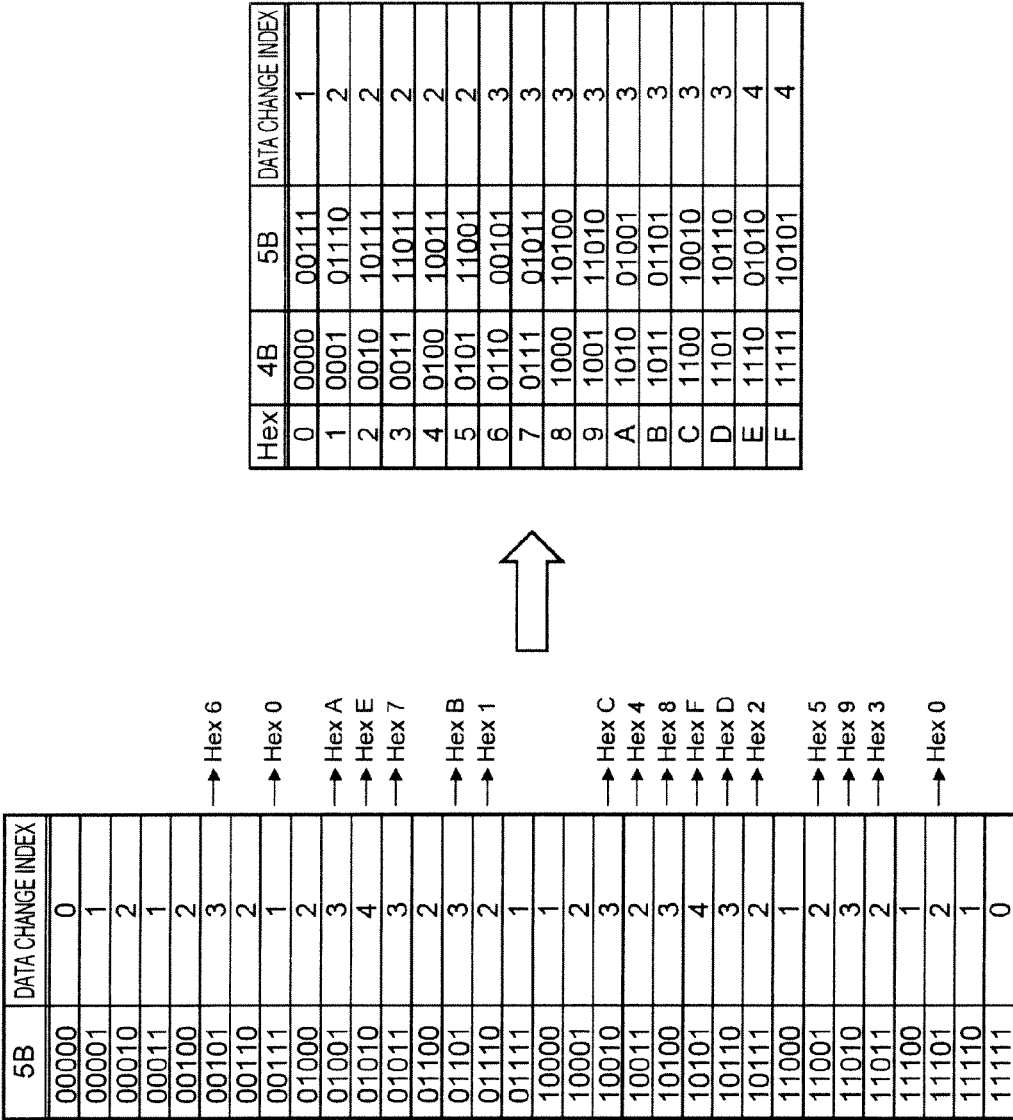 5B DATA CHANGE INDEX
00000 0
00001 1
00010 2
00011 1
00100 2
00101 3 Hex 6
00110 2
00111 1 Hex 0
01000 2
01001 3 Hex A
01010 4 Hex E
01011 3 Hex 7
01100 2
01101 3 Hex B
01110 2 Hex 1
01111 1
10000 1
10001 2
10010 3 Hex C
10011 2 Hex 4
10100 3 Hex 8
10101 4 Hex F
10110 3 Hex D
10111 2 Hex 2
11000 1
11001 2 Hex 5
11010 3 Hex 9
11011 2 Hex 3
11100 1
11101 2 Hex 0
11110 1
11111 0
Hex 4B 5B DATA CHANGE INDEX
0 0000 00111 1
1 0001 01110 2
2 0010 10111 2
3 0011 11011 2
4 0100 10011 2
5 0101 11001 2
6 0110 00101 3
7 0111 01011 3
8 1000 10100 3
9 1001 11010 3
A 1010 01001 3
B 1011 01101 3
C 1100 10010 3
D 1101 10110 3
E 1110 01010 4
F 1111 10101 4